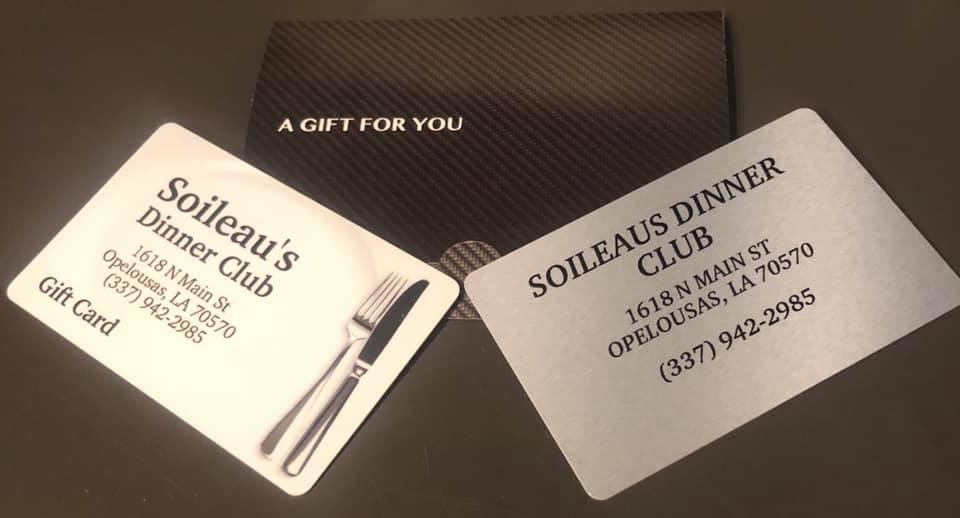 A GIFT FOR YOU
Soileau's
Dinner Club
1618 N Main St
Opelousas, LA 70570
(337) 942-2985
Gift Card
SOILEAUS DINNER
CLUB
1618 N MAIN ST
OPELOUSAS, LA 70570
(337) 942-2985